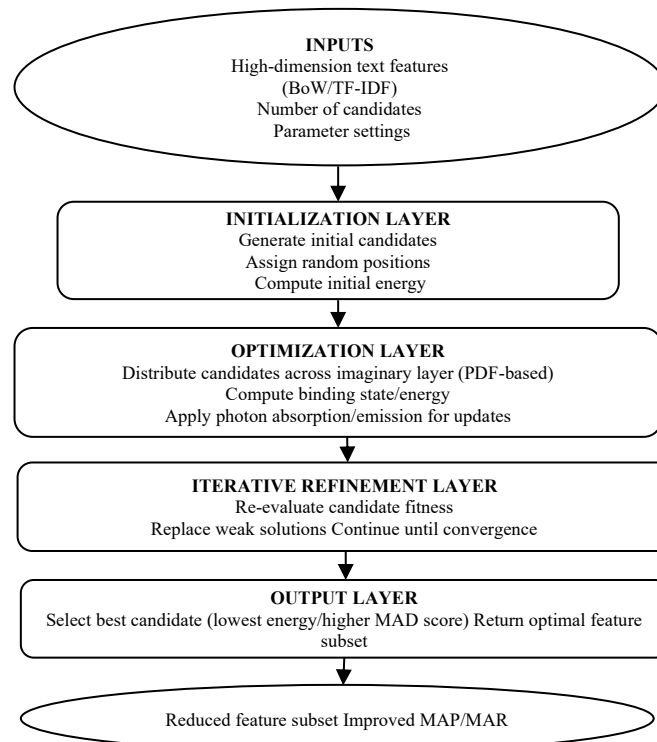 INPUTS
High-dimension text features
(BoW/TF-IDF)
Number of candidates
Parameter settings
INITIALIZATION LAYER
Generate initial candidates
Assign random positions
Compute initial energy
OPTIMIZATION LAYER
Distribute candidates across imaginary layer (PDF-based)
Compute binding state/energy
Apply photon absorption/emission for updates
ITERATIVE REFINEMENT LAYER
Re-evaluate candidate fitness
Replace weak solutions Continue until convergence
OUTPUT LAYER
Select best candidate (lowest energy/higher MAD score) Return optimal feature
subset
Reduced feature subset Improved MAP/MAR